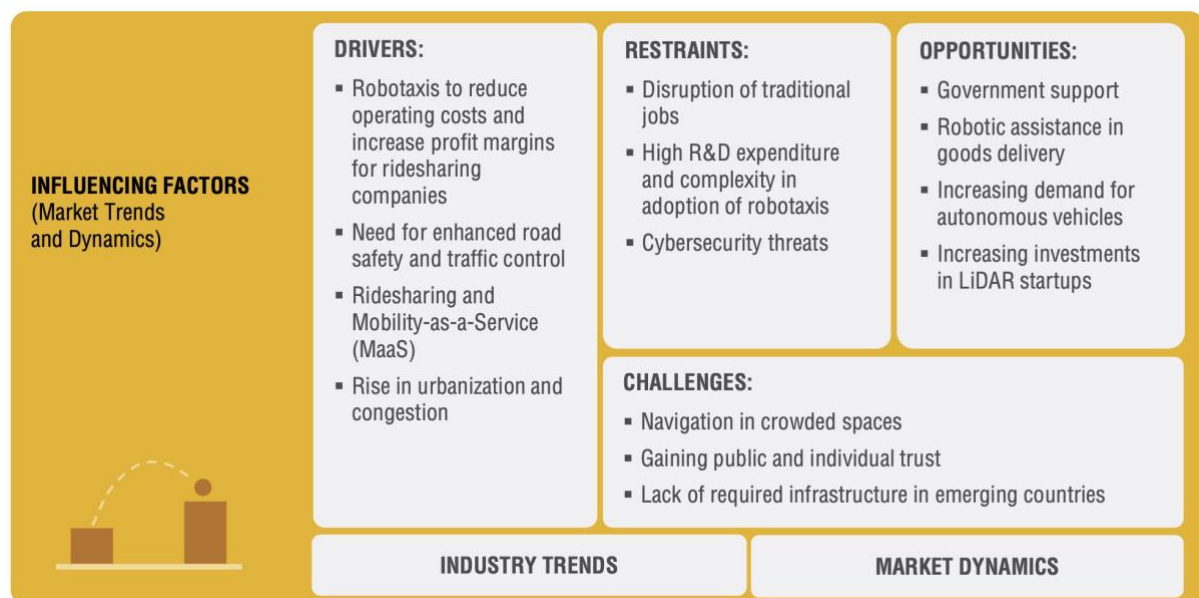 INFLUENCING FACTORS
(Market Trends
and Dynamics)
DRIVERS:
▪ Robotaxis to reduce
operating costs and
increase profit margins
for ridesharing
companies
▪ Need for enhanced road
safety and traffic control
▪ Ridesharing and
Mobility-as-a-Service
(MaaS)
▪ Rise in urbanization and
congestion
RESTRAINTS:
▪ Disruption of traditional
jobs
▪ High R&D expenditure
and complexity in
adoption of robotaxis
▪ Cybersecurity threats
OPPORTUNITIES:
▪ Government support
▪ Robotic assistance in
goods delivery
▪ Increasing demand for
autonomous vehicles
▪ Increasing investments
in LiDAR startups
CHALLENGES:
▪ Navigation in crowded spaces
▪ Gaining public and individual trust
▪ Lack of required infrastructure in emerging countries
INDUSTRY TRENDS
MARKET DYNAMICS